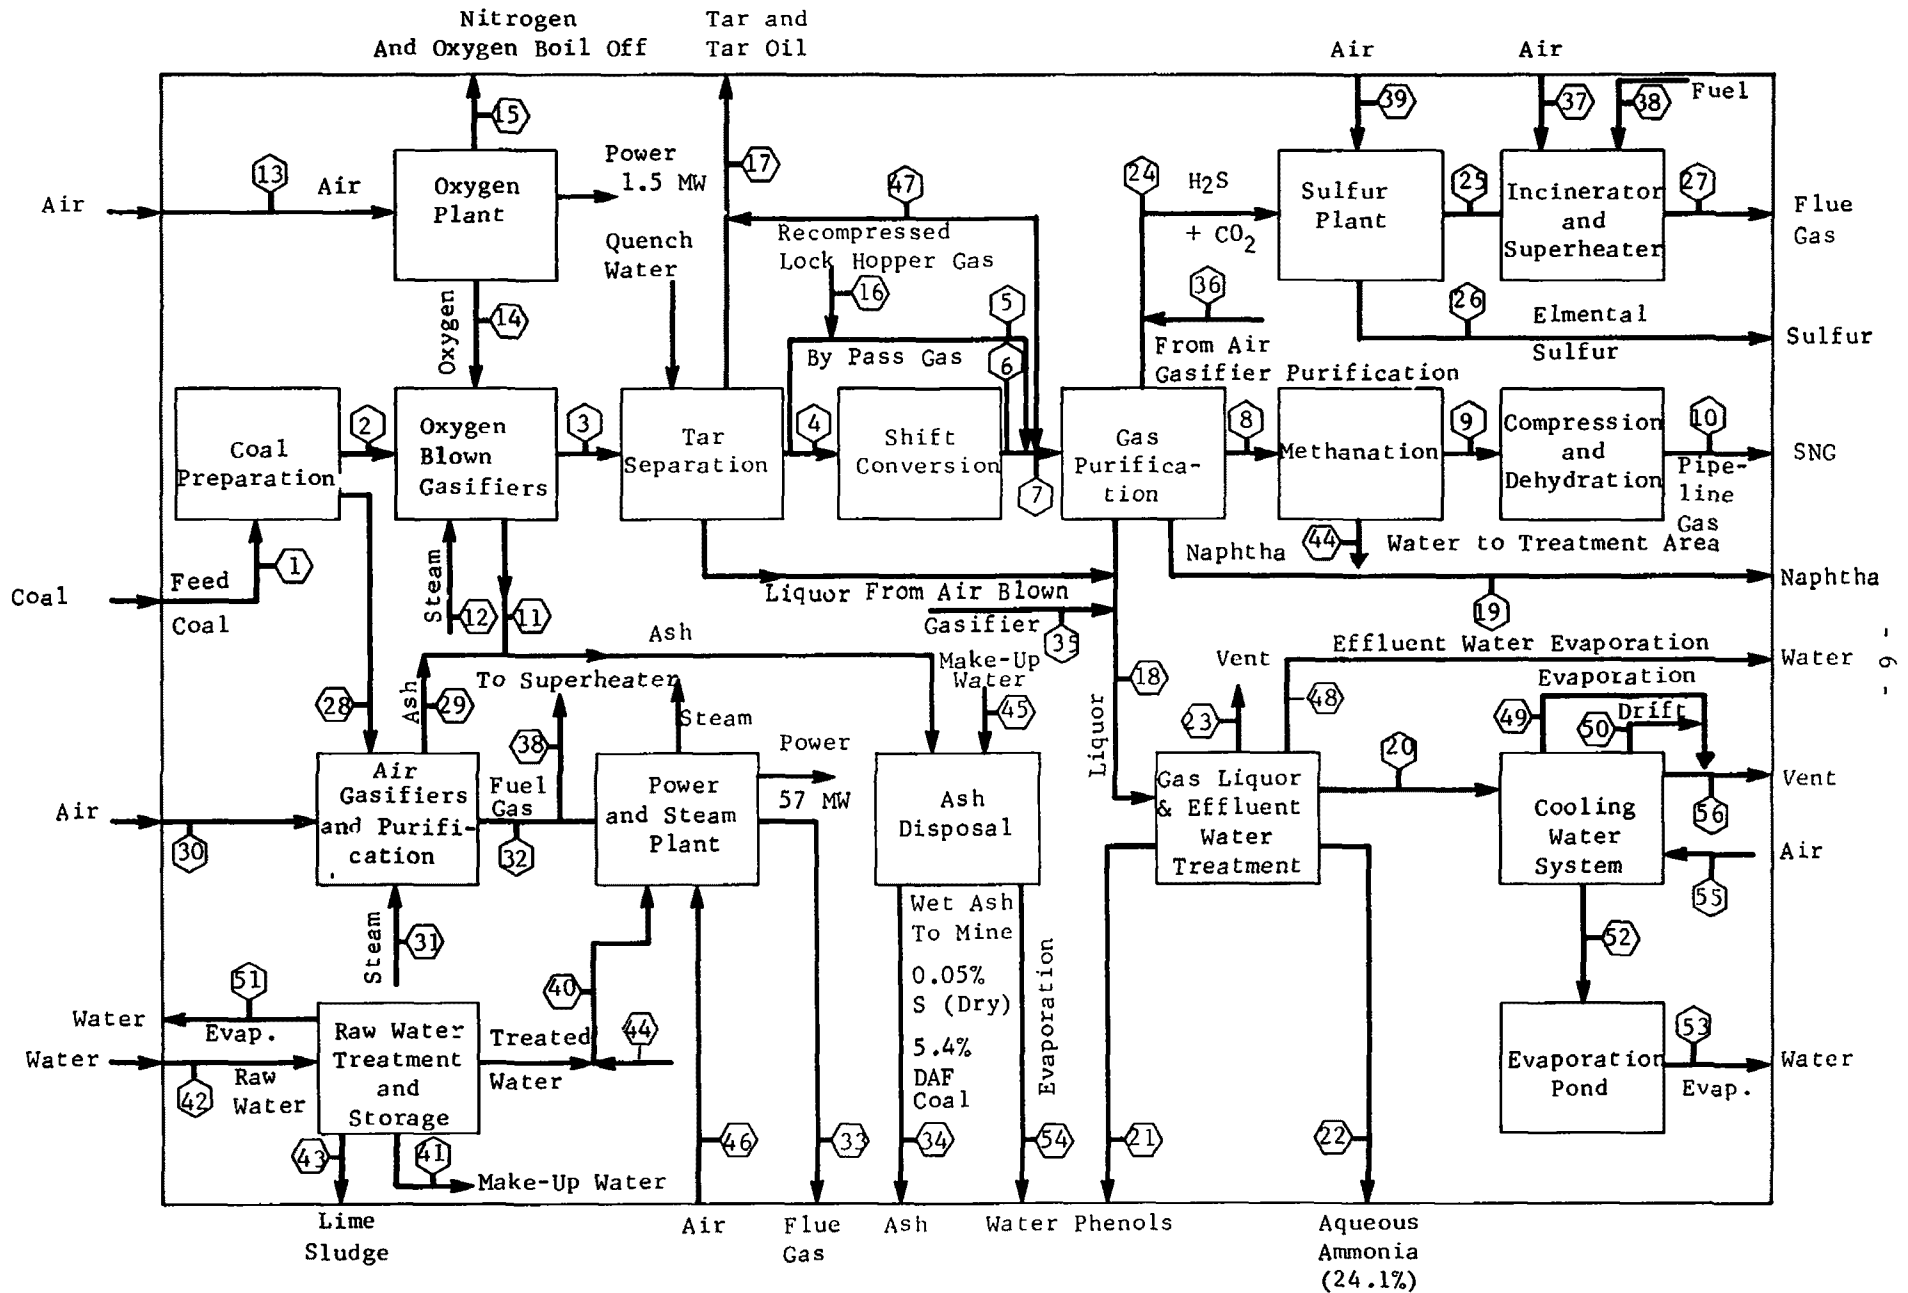 Nitrogen
And Oxygen Boil Off
Tar and
Tar Oil
Air
Air
39
37
38
Fuel
15
17
13
Air
Air
Oxygen
Plant
Power
1.5 MW
47
24
H2S
+ CO2
Sulfur
Plant
25
Incinerator
and
Superheater
27
Flue
Gas
Quench
Water
Recompressed
Lock Hopper Gas
16
5
36
26
Elmental
Sulfur
Sulfur
Oxygen
14
By Pass Gas
6
From Air
Gasifier Purification
Coal
Preparation
2
Oxygen
Blown
Gasifiers
3
Tar
Separation
4
Shift
Conversion
7
Gas
Purifica-
tion
8
Methanation
9
Compression
and
Dehydration
10
Pipe-
line
Gas
SNG
Coal
Feed
Coal
1
Steam
12
11
Liquor From Air Blown
Gasifier
35
Naphtha
44
Water to Treatment Area
19
Naphtha
Ash
Make-Up
Water
45
18
Liquor
Vent
23
48
Effluent Water Evaporation
Water
- 6 -
Evaporation
49
50
Drift
28
Ash
29
To Superheater
38
Steam
Power
57 MW
Air
30
Air
Gasifiers
and Purifi-
cation
Fuel
Gas
32
Power
and Steam
Plant
Ash
Disposal
Gas Liquor
& Effluent
Water
Treatment
20
Cooling
Water
System
Vent
56
Air
55
Steam
31
40
Wet Ash
To Mine
0.05%
S (Dry)
5.4%
DAF
Coal
Evaporation
52
51
Water
Evap.
Water
42
Raw
Water
Raw Water
Treatment
and
Storage
Treated
Water
44
Evaporation
Pond
53
Evap.
Water
43
41
Make-Up Water
46
33
34
54
21
22
Lime
Sludge
Air
Flue
Gas
Ash
Water
Phenols
Aqueous
Ammonia
(24.1%)